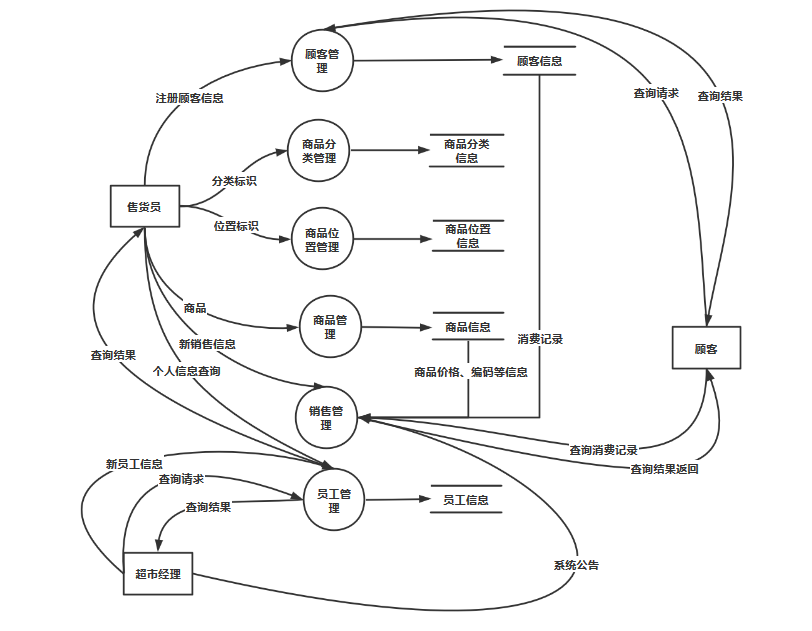 顾客管
理
顾客信息
查询请求
查询结果
注册顾客信息
商品分
类管理
商品分类
信息
分类标识
售货员
位置标识
商品位
置管理
商品位置
信息
商品
商品管
理
商品信息
新销售信息
消费记录
顾客
查询结果
个人信息查询
商品价格、编码等信息
销售管
理
查询消费记录
新员工信息
查询结果返回
查询请求
员工管
理
员工信息
查询结果
系统公告
超市经理